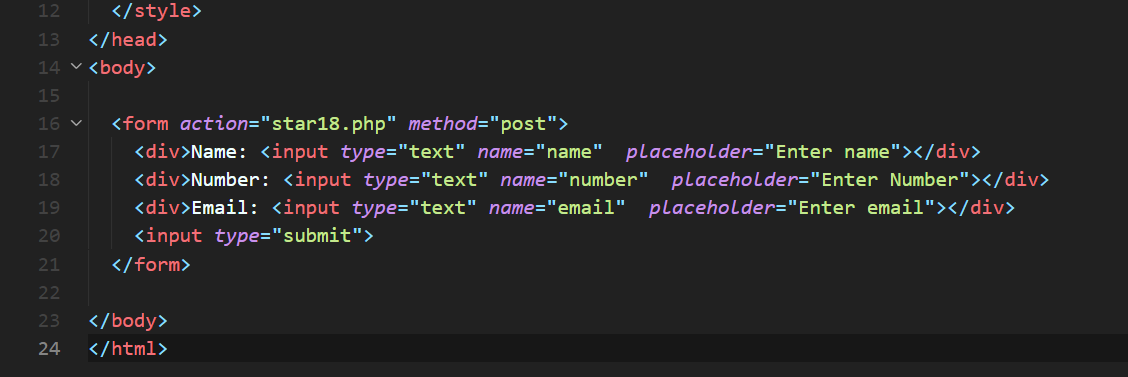 12 </style>
13 </head>
14 <body>
15
16 <form action="star18.php" method="post">
17 <div>Name: <input type="text" name="name"  placeholder="Enter name"></div>
18 <div>Number: <input type="text" name="number"  placeholder="Enter Number"></div>
19 <div>Email: <input type="text" name="email"  placeholder="Enter email"></div>
20 <input type="submit">
21 </form>
22
23 </body>
24 </html>